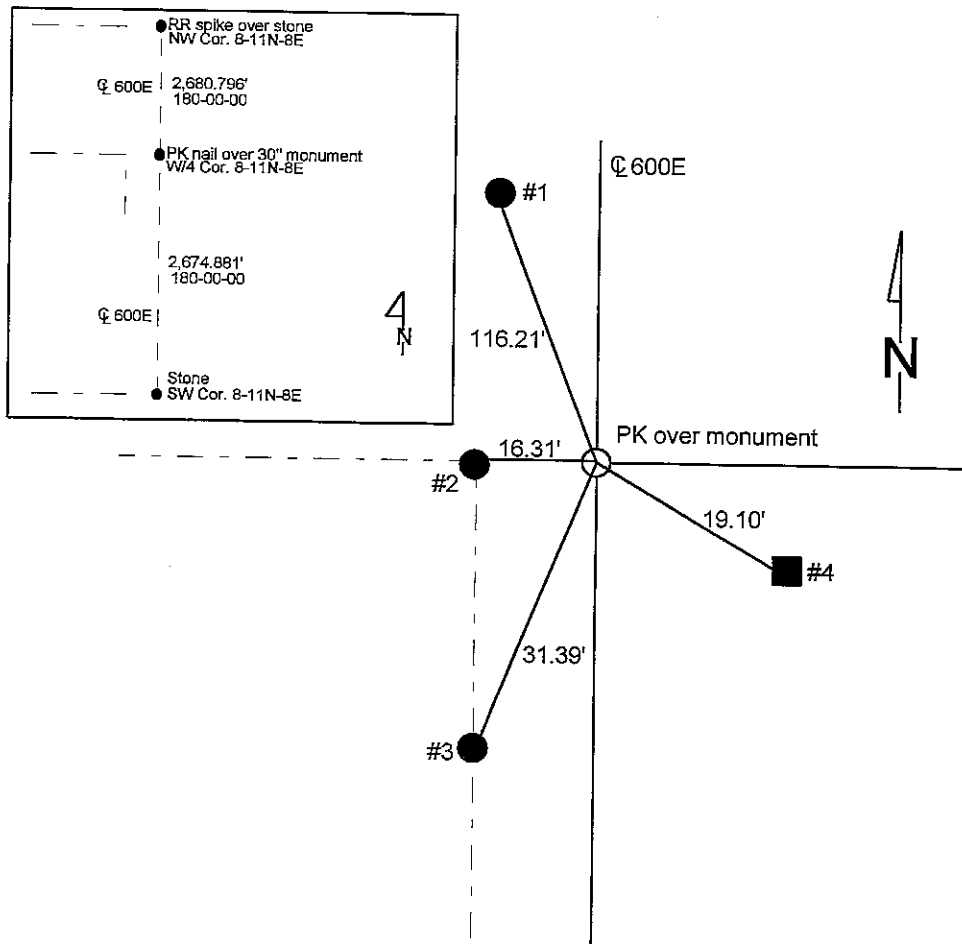 RR spike over stone
NW Cor. 8-11N-8E
℄ 600E
2,680.796'
180-00-00
PK nail over 30" monument
W/4 Cor. 8-11N-8E
2,674.881'
180-00-00
℄ 600E
N
Stone
SW Cor. 8-11N-8E
℄ 600E
#1
116.21'
N
PK over monument
16.31'
#2
19.10'
#4
31.39'
#3